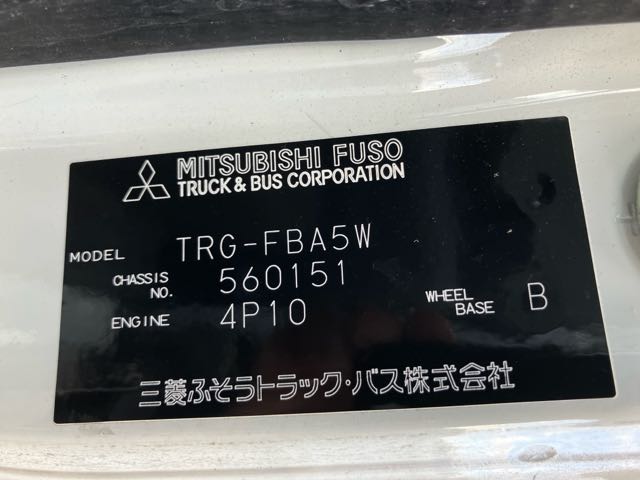 MITSUBISHI FUSO
TRUCK & BUS CORPORATION
MODEL TRG-FBA5W
CHASSIS NO. 560151
ENGINE 4P10 WHEEL BASE B
三菱ふそうトラック・バス株式会社